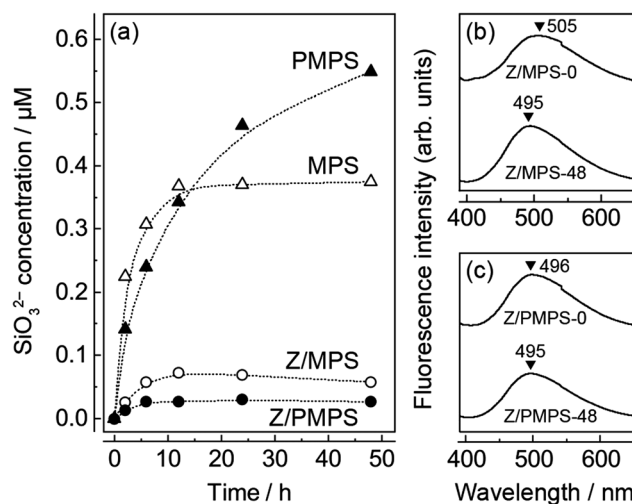 (a)
0.6
0.5
0.4
0.3
0.2
0.1
0.0
SiO₃²⁻ concentration / µM
PMPS
MPS
Z/MPS
Z/PMPS
0 10 20 30 40 50
Time / h
Fluorescence intensity (arb. units)
(b)
505
Z/MPS-0
495
Z/MPS-48
400 500 600
(c)
496
Z/PMPS-0
495
Z/PMPS-48
400 500 600
Wavelength / nm